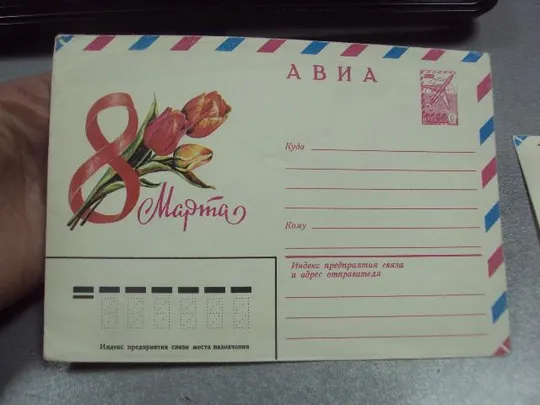 АВИА
8
Марта
Куда
Кому
Индекс предприятия связи
и адрес отправителя
Индекс предприятия связи места назначения